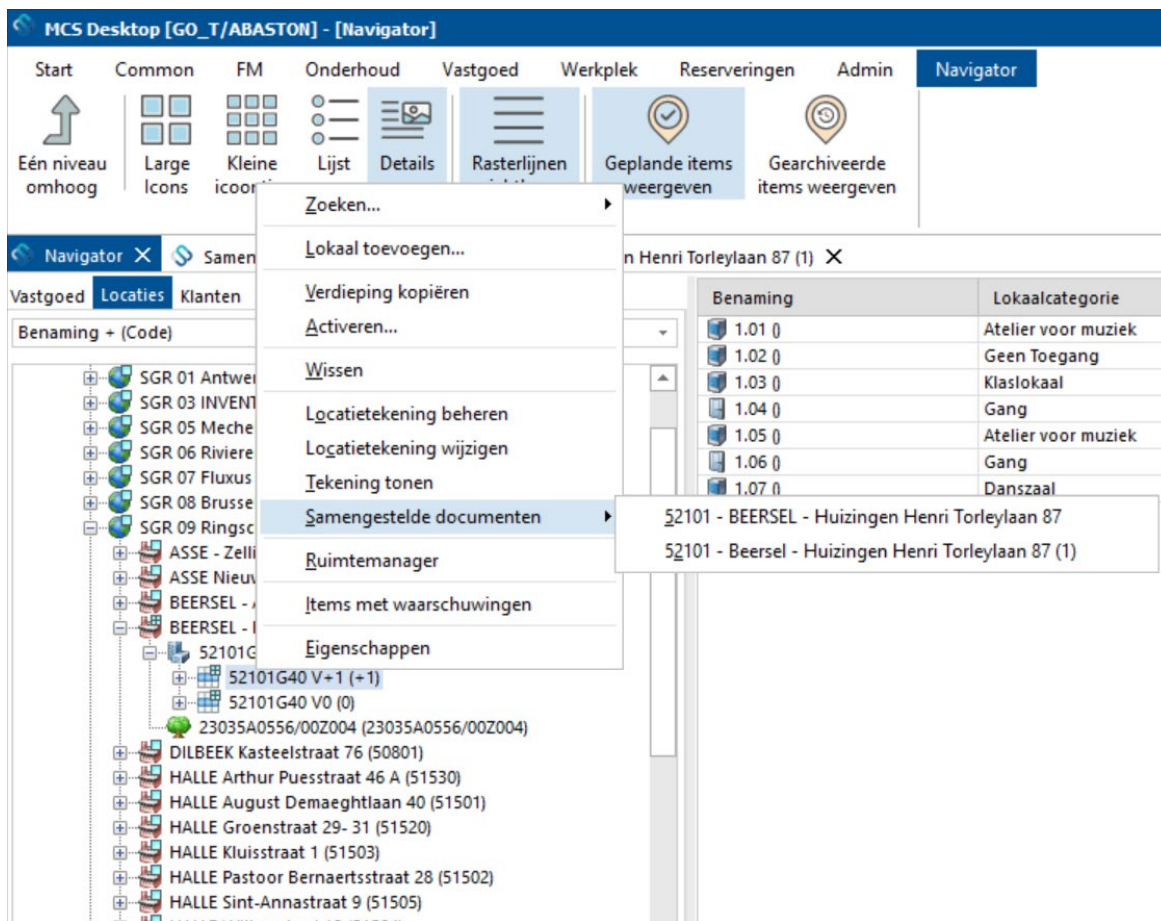 MCS Desktop [GO_T/ABASTON] - [Navigator]
Start Common FM Onderhoud Vastgoed Werkplek Reserveringen Admin Navigator
Eén niveau omhoog
Large Icons
Kleine
Lijst
Details
Rasterlijnen
Geplande items weergeven
Gearchiveerde items weergeven
Zoeken...
Lokaal toevoegen...
Verdieping kopiëren
Activeren...
Wissen
Locatietekening beheren
Locatietekening wijzigen
Tekening tonen
Samengestelde documenten
Ruimtemanager
Items met waarschuwingen
Eigenschappen
52101 - BEERSEL - Huizingen Henri Torleylaan 87
52101 - Beersel - Huizingen Henri Torleylaan 87 (1)
Navigator Samen n Henri Torleylaan 87 (1)
Vastgoed Locaties Klanten
Benaming + (Code)
SGR 01 Antwe
SGR 03 INVENT
SGR 05 Meche
SGR 06 Riviere
SGR 07 Fluxus
SGR 08 Brusse
SGR 09 Ringsc
ASSE - Zelli
ASSE Nieuw
BEERSEL -
BEERSEL -
52101G
52101G40 V+1 (+1)
52101G40 V0 (0)
23035A0556/00Z004 (23035A0556/00Z004)
DILBEEK Kasteelstraat 76 (50801)
HALLE Arthur Puesstraat 46 A (51530)
HALLE August Demaeghtlaan 40 (51501)
HALLE Groenstraat 29- 31 (51520)
HALLE Kluisstraat 1 (51503)
HALLE Pastoor Bernaertsstraat 28 (51502)
HALLE Sint-Annastraat 9 (51505)
Benaming Lokaalcategorie
1.01 () Atelier voor muziek
1.02 () Geen Toegang
1.03 () Klaslokaal
1.04 () Gang
1.05 () Atelier voor muziek
1.06 () Gang
1.07 () Danszaal